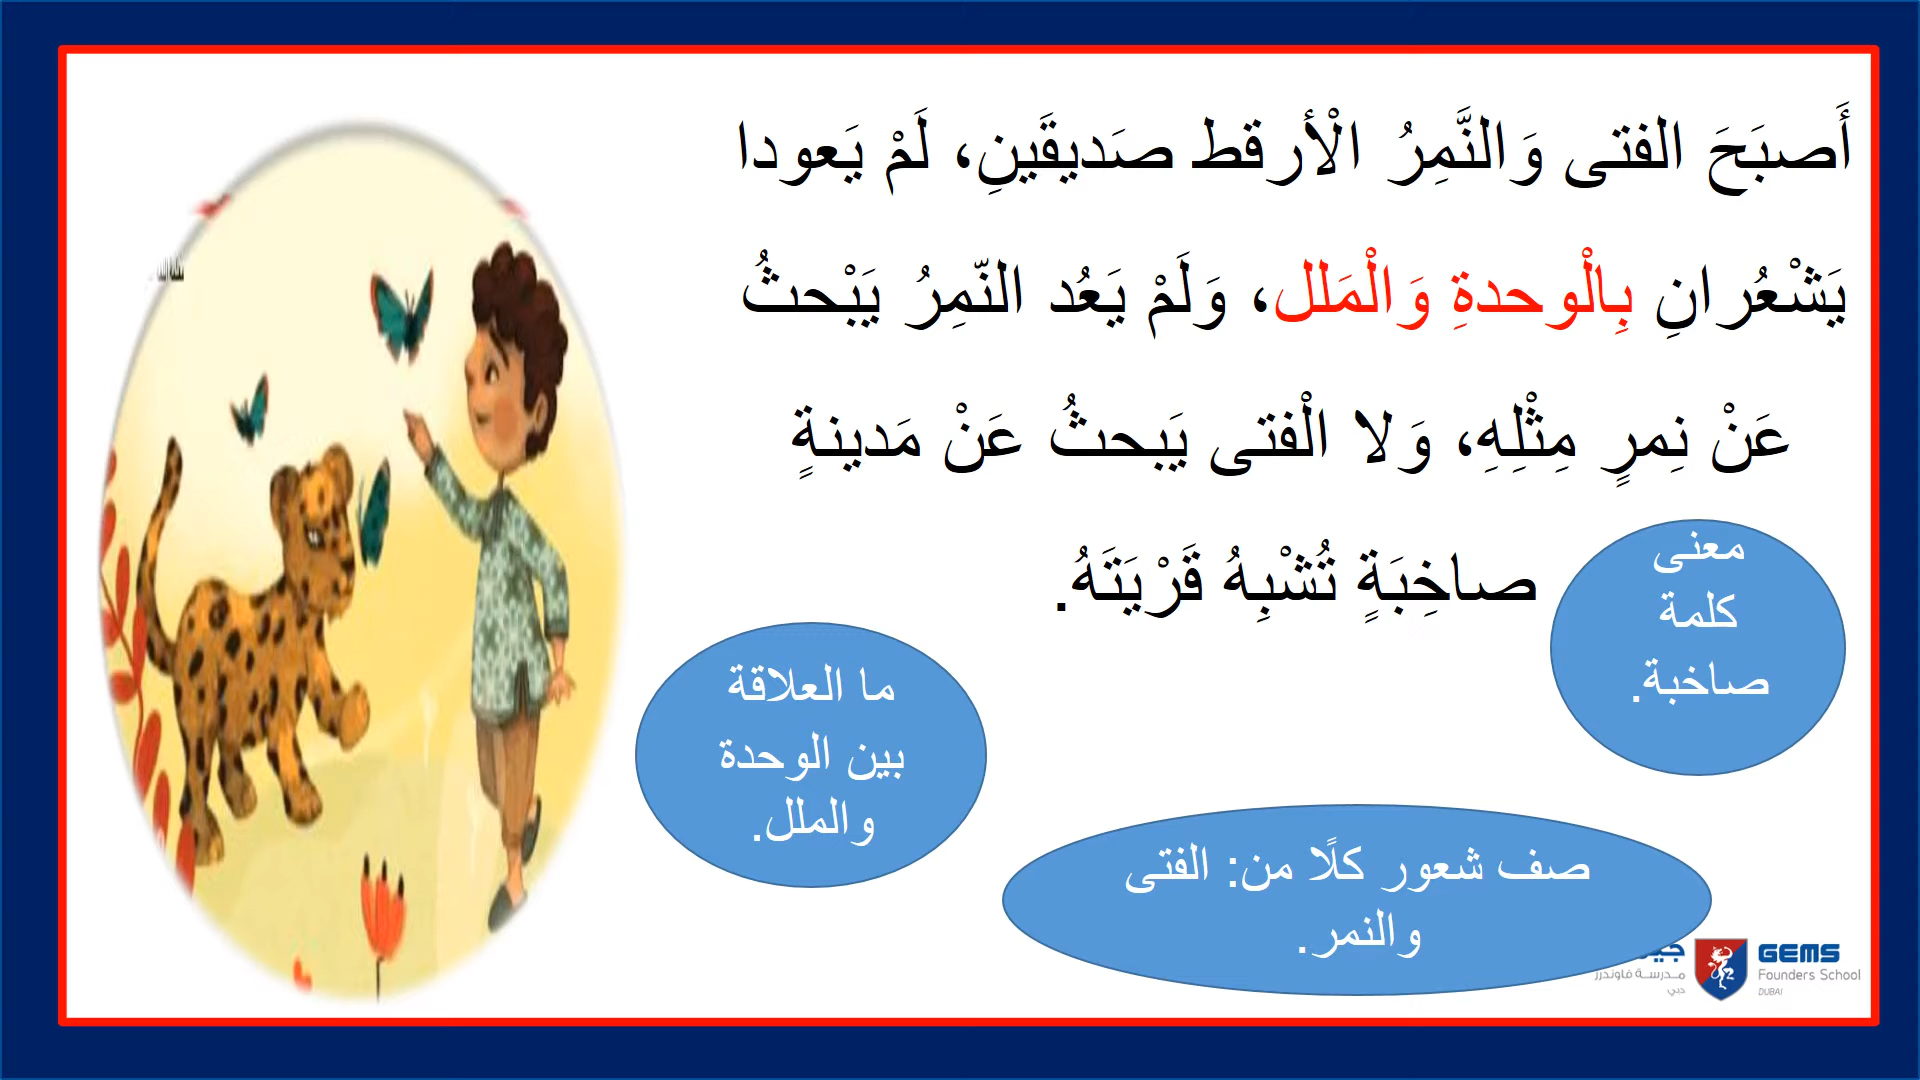 أَصبَحَ الفتى وَالنَّمِرُ الْأرقط صَديقَينِ، لَمْ يَعودا
يَشْعُرانِ بِالْوحدةِ وَالْمَلل، وَلَمْ يَعُد النّمِرُ يَبْحثُ
عَنْ نِمرٍ مِثْلِهِ، وَلا الْفتى يَبحثُ عَنْ مَدينةٍ
صاخِبَةٍ تُشْبِهُ قَرْيَتَهُ.
معنى
كلمة
صاخبة.
ما العلاقة
بين الوحدة
والملل.
صف شعور كلًا من: الفتى
والنمر.
GEMS
مدرسة فاوندرز
Founders School
دبي
DUBAI